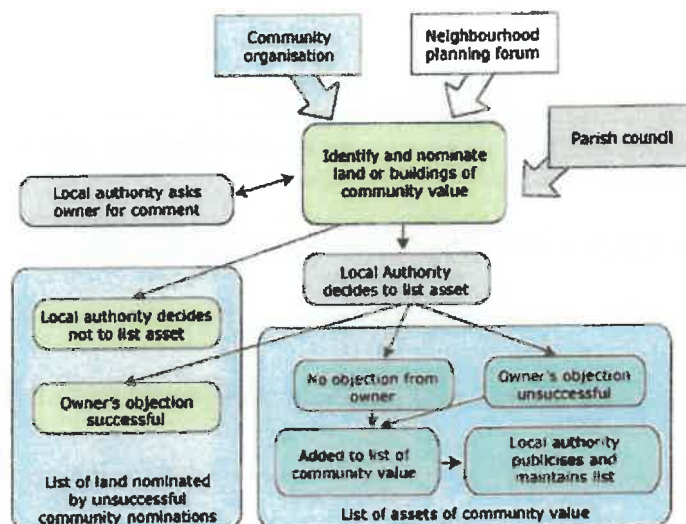 Community
organisation
Neighbourhood
planning forum
Parish council
Identify and nominate
land or buildings of
community value
Local authority asks
owner for comment
Local Authority
decides to list asset
Local authority decides
not to list asset
Owner's objection
successful
List of land nominated
by unsuccessful
community nominations
No objection from
owner
Owner's objection
unsuccessful
Added to list of
community value
Local authority
publicises and
maintains list
List of assets of community value